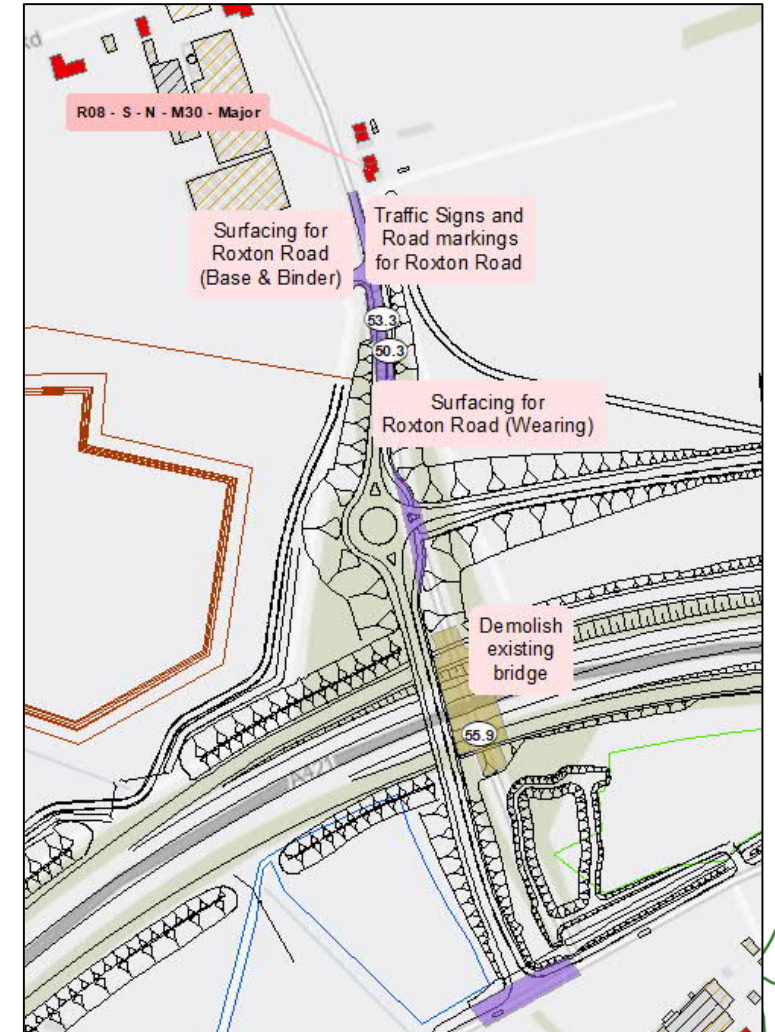 Rd
R08 - S - N - M30 - Major
Surfacing for
Roxton Road
(Base & Binder)
Traffic Signs and
Road markings
for Roxton Road
53.3
50.3
Surfacing for
Roxton Road (Wearing)
Demolish
existing
bridge
55.9
A421